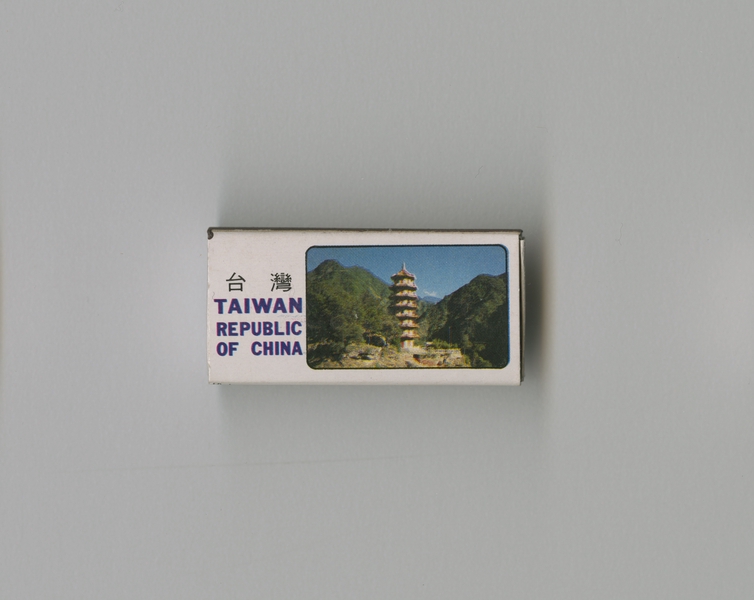 台 灣
TAIWAN
REPUBLIC
OF CHINA